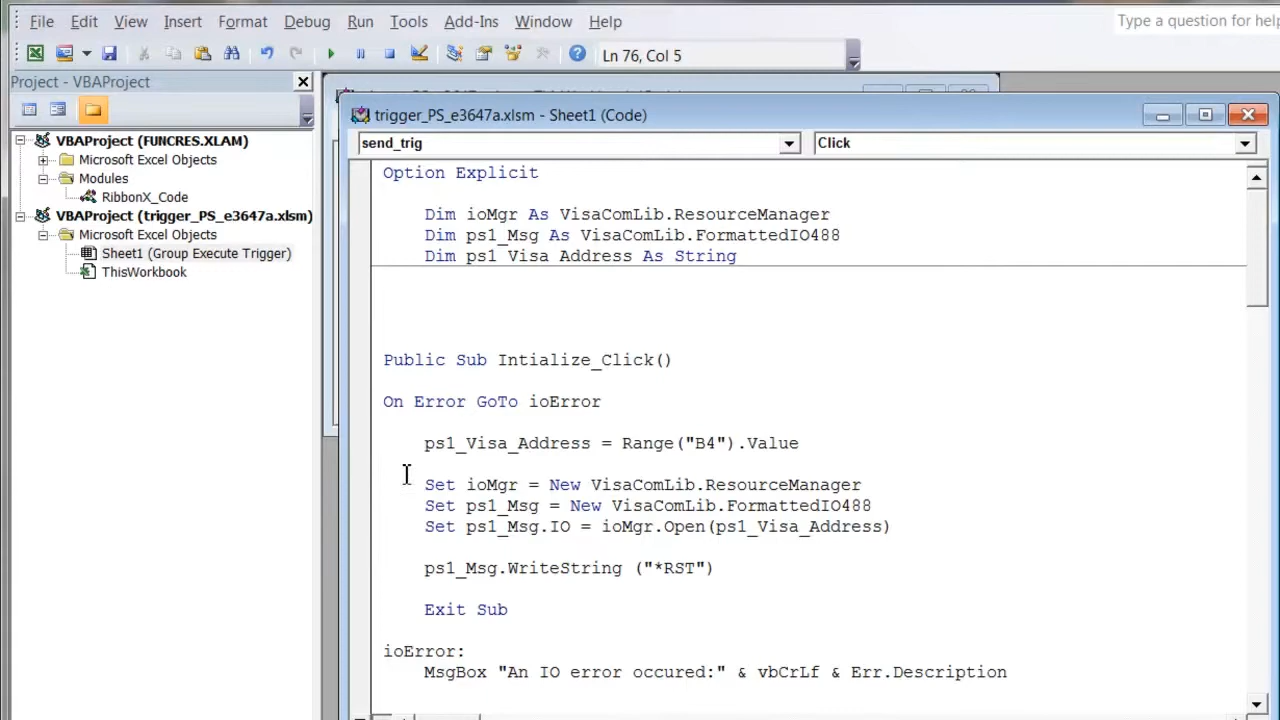 File Edit View Insert Format Debug Run Tools Add-Ins Window Help
Type a question for help
Ln 76, Col 5
Project - VBAProject
VBAProject (FUNCRES.XLAM)
Microsoft Excel Objects
Modules
RibbonX_Code
VBAProject (trigger_PS_e3647a.xlsm)
Microsoft Excel Objects
Sheet1 (Group Execute Trigger)
ThisWorkbook
trigger_PS_e3647a.xlsm - Sheet1 (Code)
send_trig Click
Option Explicit
Dim ioMgr As VisaComLib.ResourceManager
Dim ps1_Msg As VisaComLib.FormattedIO488
Dim ps1 Visa Address As String
Public Sub Intialize_Click()
On Error GoTo ioError
ps1_Visa_Address = Range("B4").Value
Set ioMgr = New VisaComLib.ResourceManager
Set ps1_Msg = New VisaComLib.FormattedIO488
Set ps1_Msg.IO = ioMgr.Open(ps1_Visa_Address)
ps1_Msg.WriteString ("*RST")
Exit Sub
ioError:
MsgBox "An IO error occured:" & vbCrLf & Err.Description